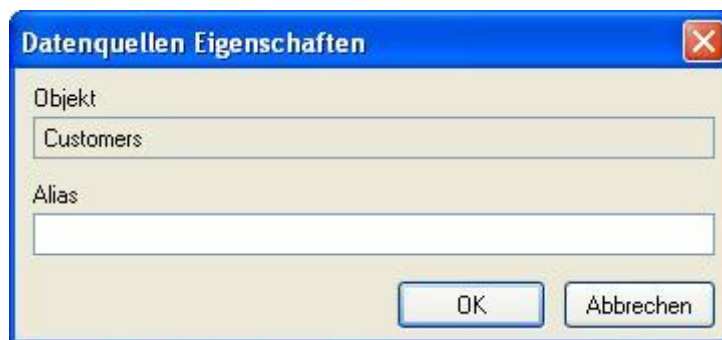 Datenquellen Eigenschaften
Objekt
Customers
Alias
OK Abbrechen